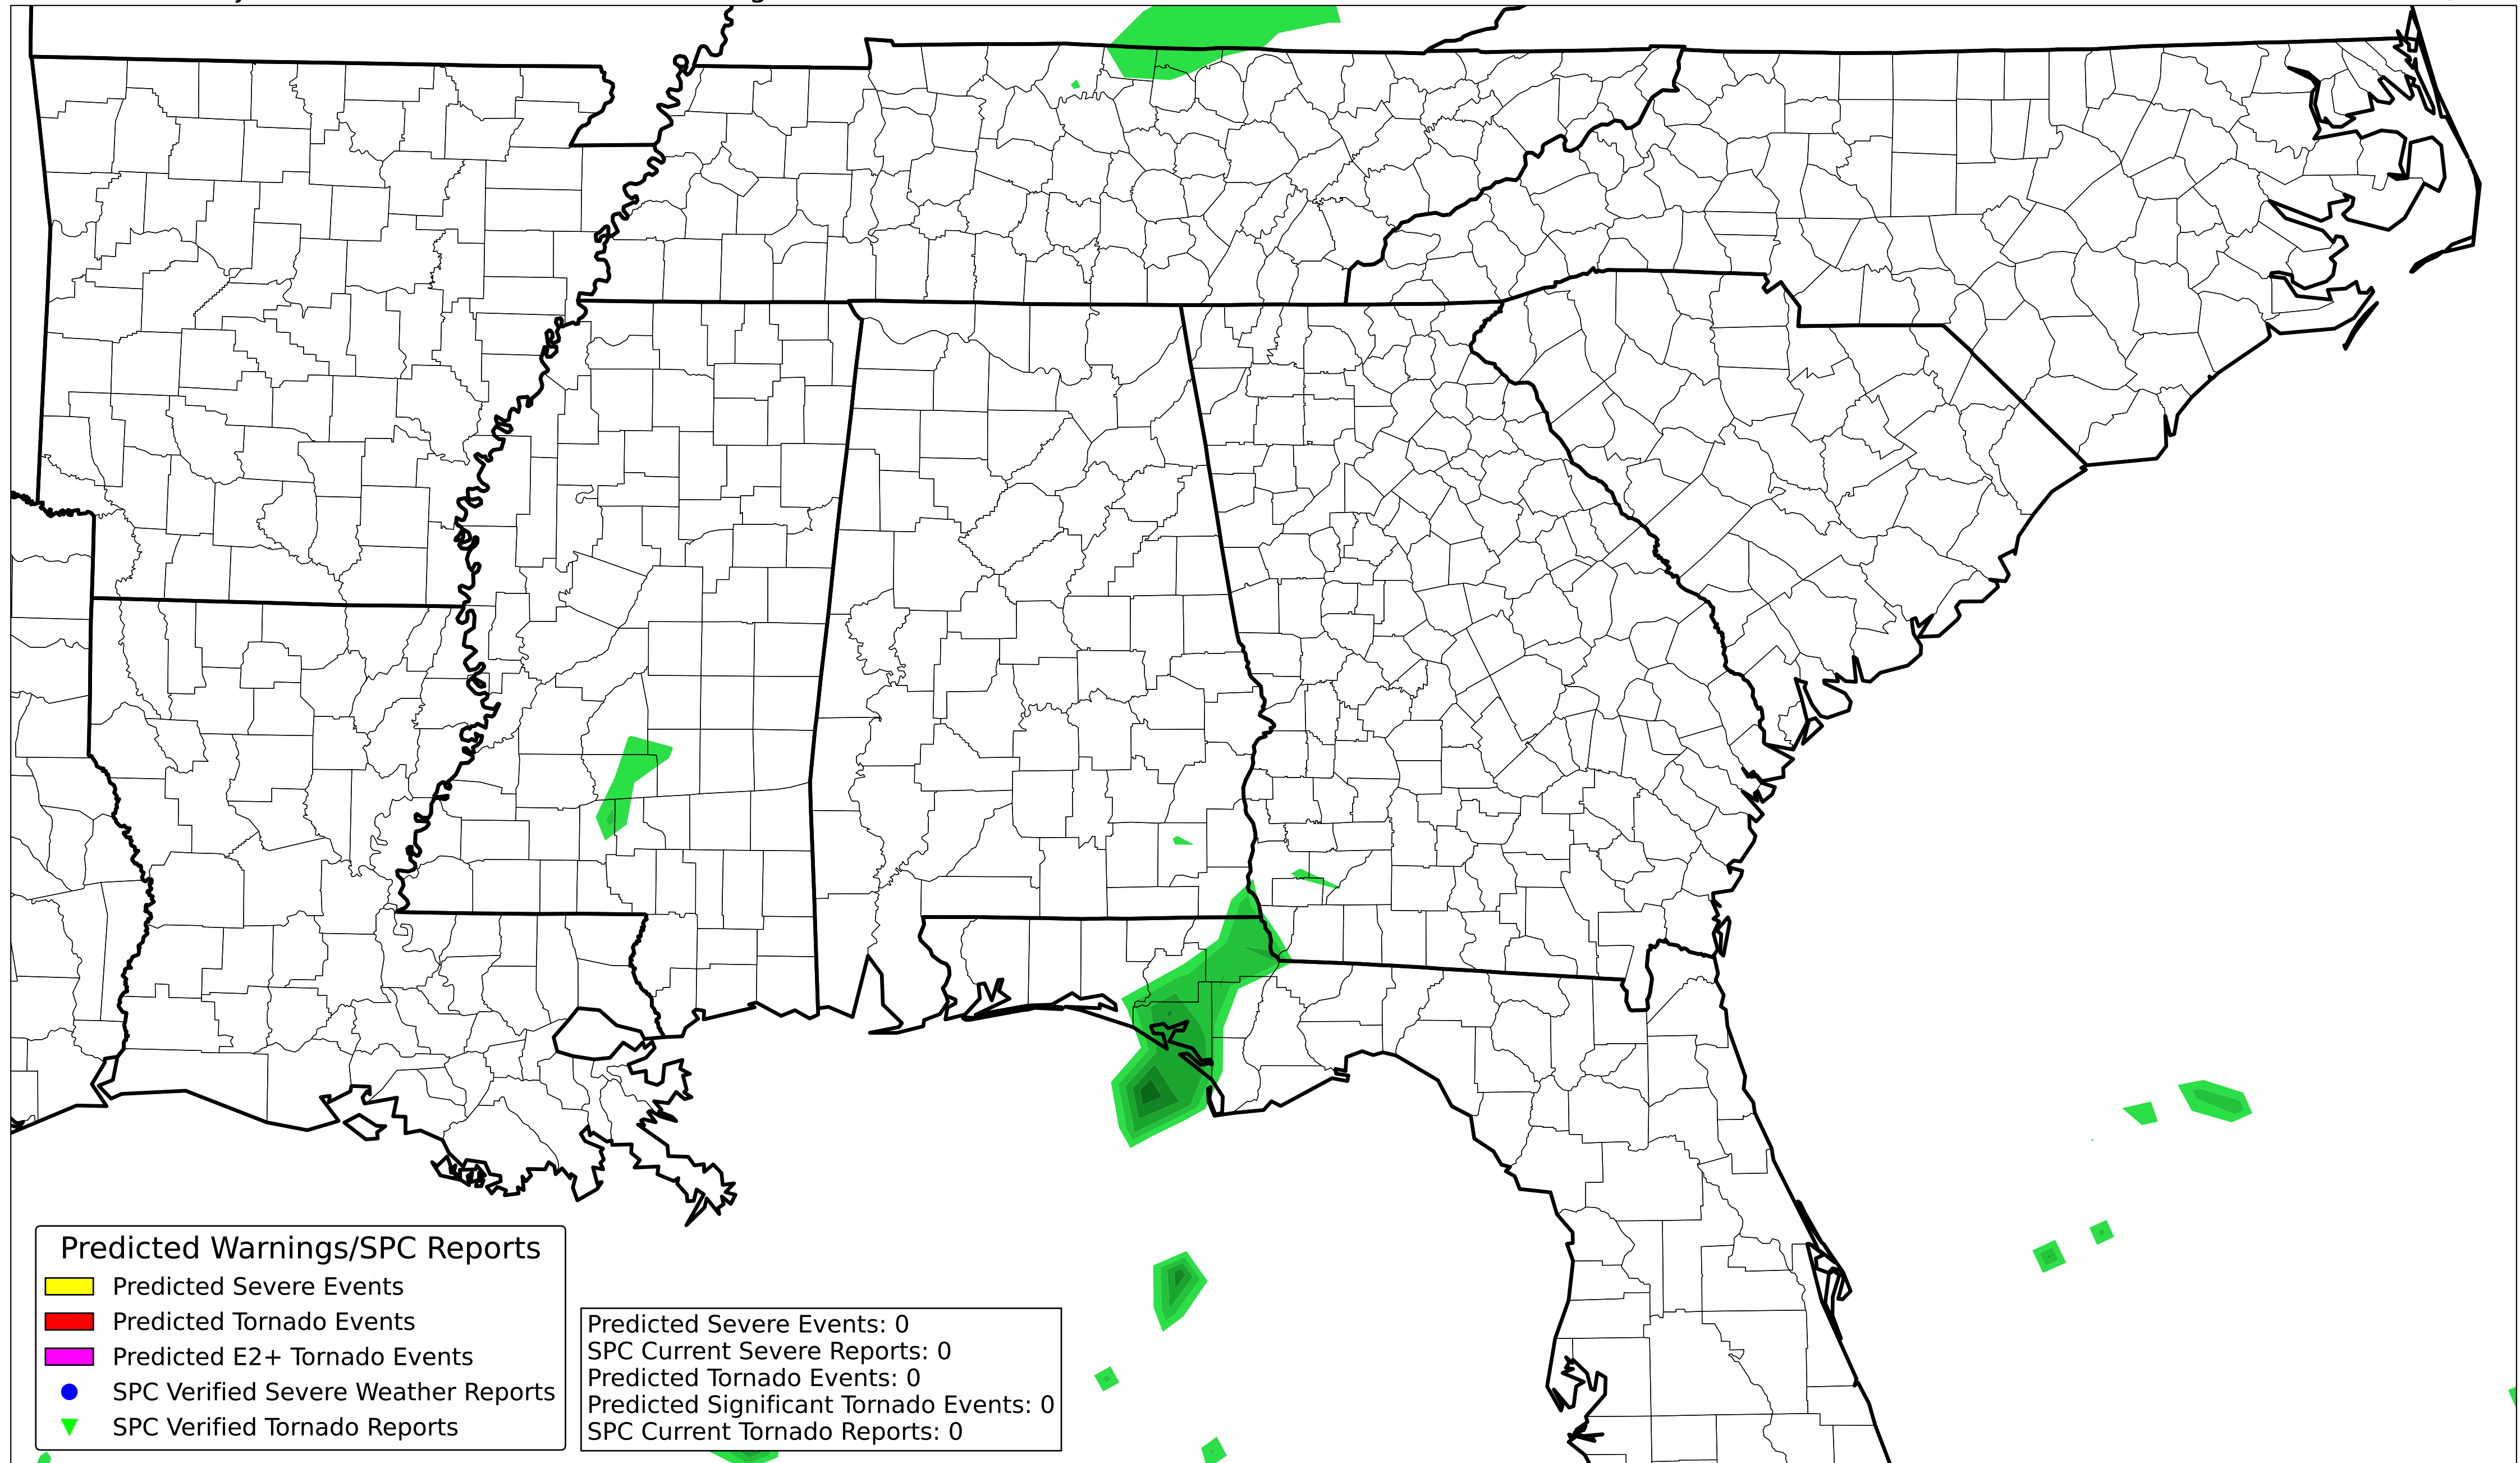 Predicted Warnings/SPC Reports
Predicted Severe Events
Predicted Tornado Events
Predicted E2+ Tornado Events
SPC Verified Severe Weather Reports
SPC Verified Tornado Reports
Predicted Severe Events: 0
SPC Current Severe Reports: 0
Predicted Tornado Events: 0
Predicted Significant Tornado Events: 0
SPC Current Tornado Reports: 0